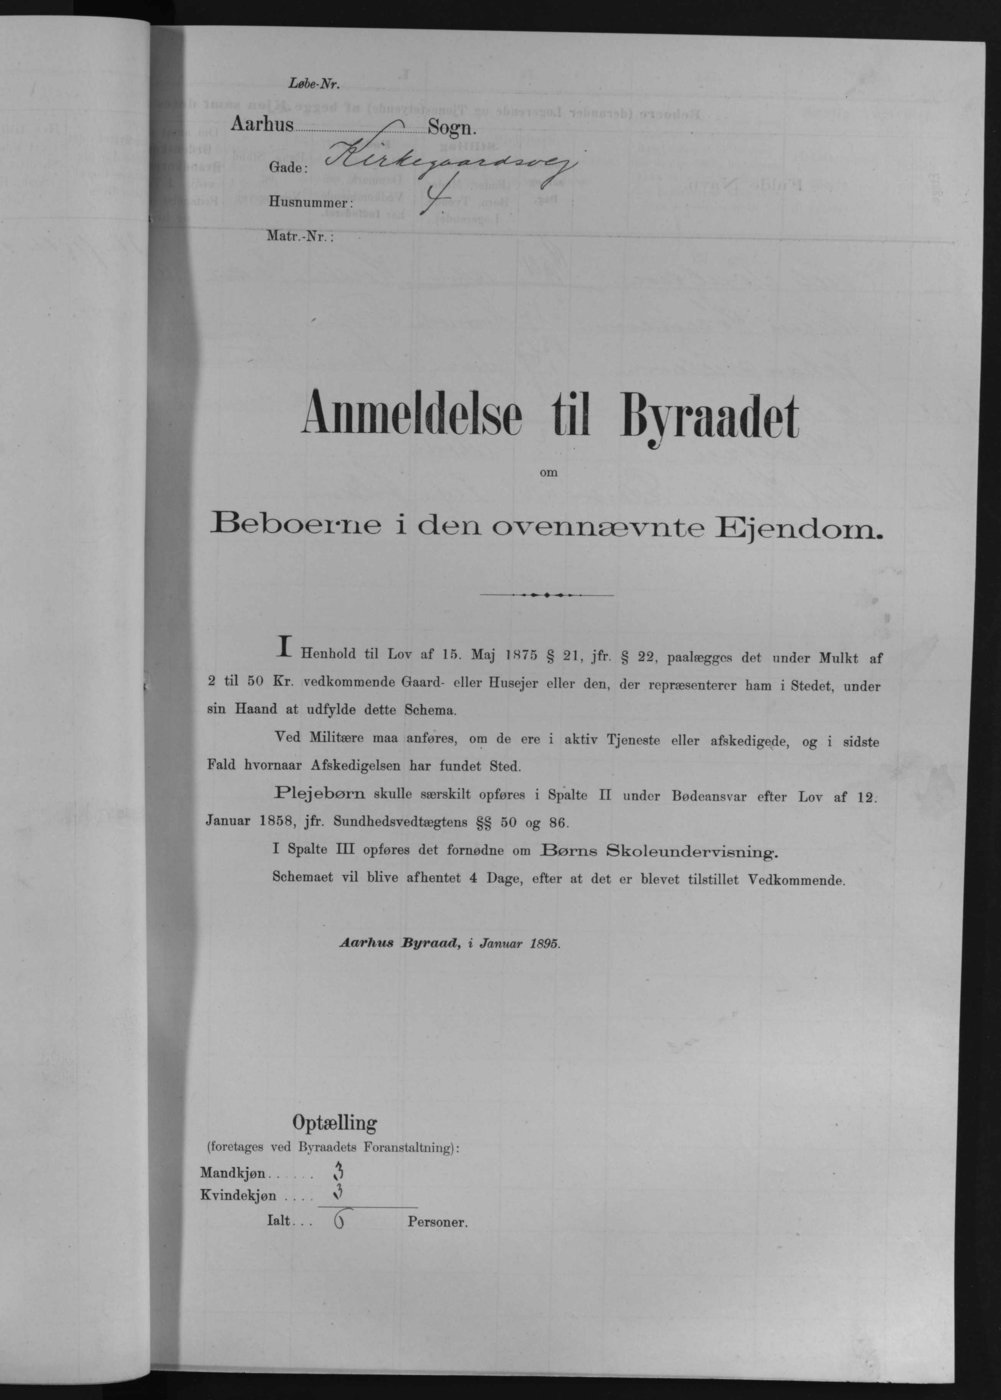 Løbe-Nr.
Aarhus Sogn.
Gade: Kirkegaardsvej
Husnummer: 4
Matr.-Nr.:
Anmeldelse til Byraadet
om
Beboerne i den ovennævnte Ejendom.
I Henhold til Lov af 15. Maj 1875 § 21, jfr. § 22, paalægges det under Mulkt af
2 til 50 Kr. vedkommende Gaard- eller Husejer eller den, der repræsenterer ham i Stedet, under
sin Haand at udfylde dette Schema.
Ved Militære maa anføres, om de ere i aktiv Tjeneste eller afskedigede, og i sidste
Fald hvornaar Afskedigelsen har fundet Sted.
Plejebørn skulle særskilt opføres i Spalte II under Bødeansvar efter Lov af 12.
Januar 1858, jfr. Sundhedsvedtægtens §§ 50 og 86.
I Spalte III opføres det fornødne om Børns Skoleundervisning.
Schemaet vil blive afhentet 4 Dage, efter at det er blevet tilstillet Vedkommende.
Aarhus Byraad, i Januar 1895.
Optælling
(foretages ved Byraadets Foranstaltning):
Mandkjøn...... 3
Kvindekjøn .... 3
Ialt... 6 Personer.